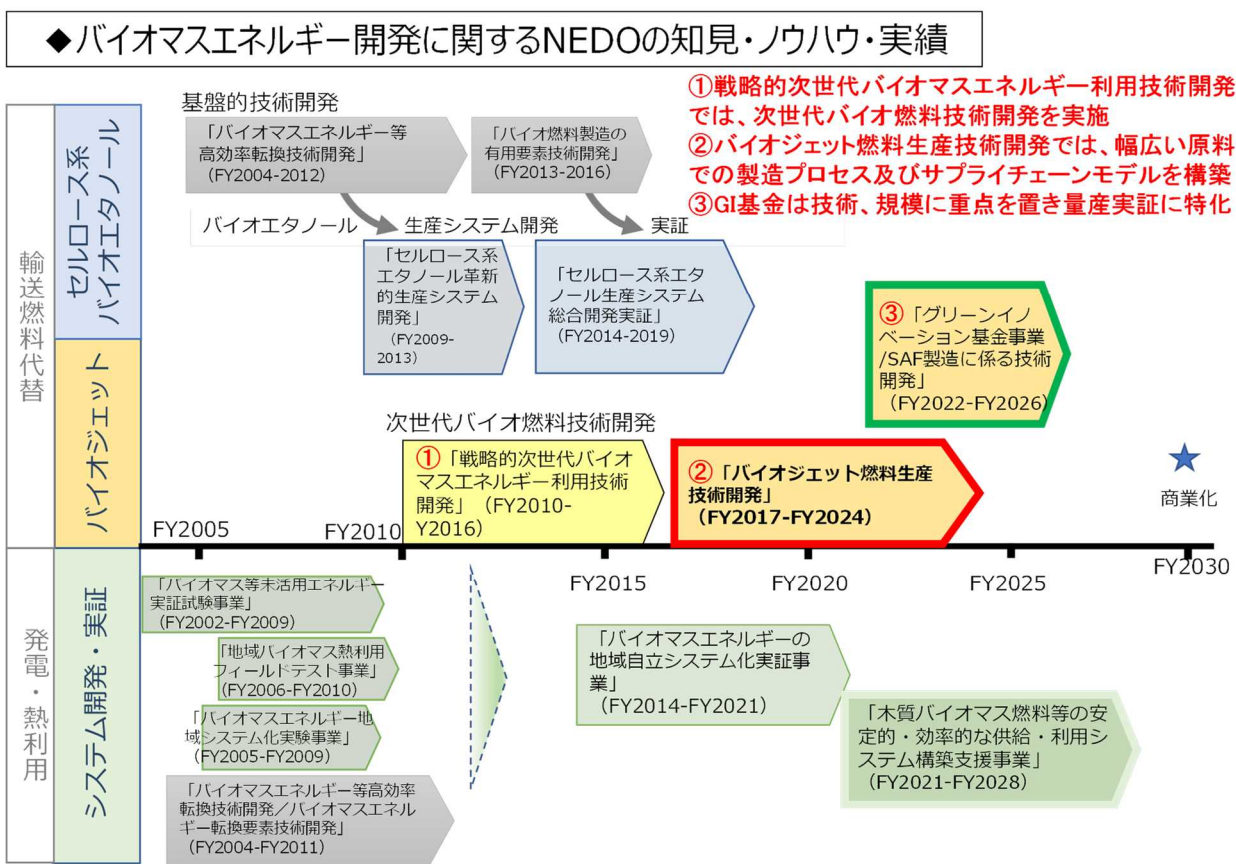 ◆バイオマスエネルギー開発に関するNEDOの知見・ノウハウ・実績
①戦略的次世代バイオマスエネルギー利用技術開発
では、次世代バイオ燃料技術開発を実施
②バイオジェット燃料生産技術開発では、幅広い原料
での製造プロセス及びサプライチェーンモデルを構築
③GI基金は技術、規模に重点を置き量産実証に特化
輸送燃料代替
セルロース系
バイオエタノール
基盤的技術開発
「バイオマスエネルギー等
高効率転換技術開発」
(FY2004-2012)
「バイオ燃料製造の
有用要素技術開発」
(FY2013-2016)
バイオエタノール
生産システム開発
実証
「セルロース系
エタノール革新
的生産システム
開発」
(FY2009-
2013)
「セルロース系エタ
ノール生産システム
総合開発実証」
(FY2014-2019)
③「グリーンイノ
ベーション基金事業
/SAF製造に係る技術
開発」
(FY2022-FY2026)
バイオジェット
次世代バイオ燃料技術開発
①「戦略的次世代バイオ
マスエネルギー利用技術
開発」(FY2010-
Y2016)
②「バイオジェット燃料生産
技術開発」
(FY2017-FY2024)
商業化
FY2005
FY2010
FY2015
FY2020
FY2025
FY2030
発電・熱利用
システム開発・実証
「バイオマス等未活用エネルギー
実証試験事業」
(FY2002-FY2009)
「地域バイオマス熱利用
フィールドテスト事業」
(FY2006-FY2010)
「バイオマスエネルギー地
域システム化実験事業」
(FY2005-FY2009)
「バイオマスエネルギー等高効率
転換技術開発/バイオマスエネル
ギー転換要素技術開発」
(FY2004-FY2011)
「バイオマスエネルギーの
地域自立システム化実証事
業」
(FY2014-FY2021)
「木質バイオマス燃料等の安
定的・効率的な供給・利用シ
ステム構築支援事業」
(FY2021-FY2028)